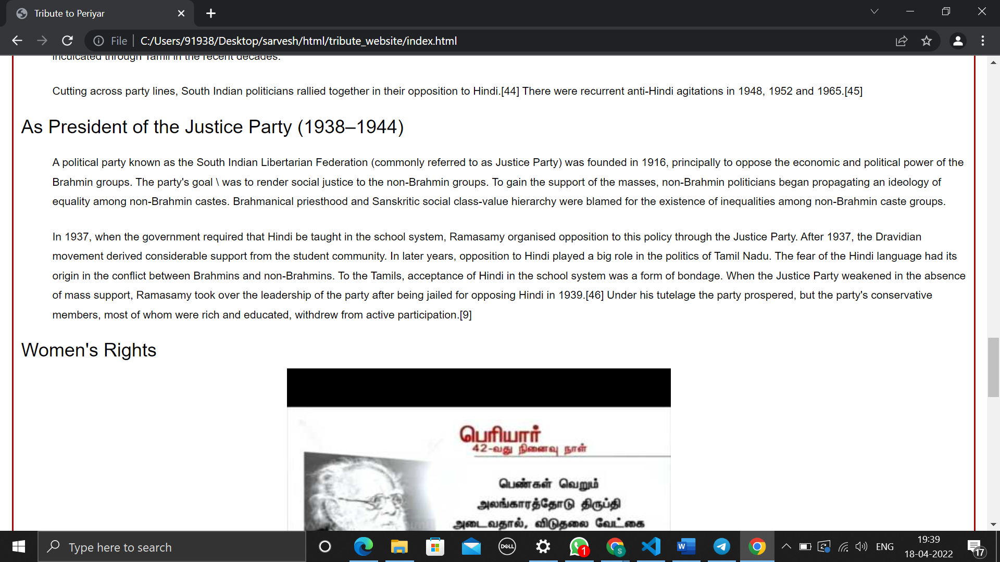 Tribute to Periyar
File
C:/Users/91938/Desktop/sarvesh/html/tribute_website/index.html
inculcated through Tamil in the recent decades.
Cutting across party lines, South Indian politicians rallied together in their opposition to Hindi.[44] There were recurrent anti-Hindi agitations in 1948, 1952 and 1965.[45]
As President of the Justice Party (1938–1944)
A political party known as the South Indian Libertarian Federation (commonly referred to as Justice Party) was founded in 1916, principally to oppose the economic and political power of the
Brahmin groups. The party's goal \ was to render social justice to the non-Brahmin groups. To gain the support of the masses, non-Brahmin politicians began propagating an ideology of
equality among non-Brahmin castes. Brahmanical priesthood and Sanskritic social class-value hierarchy were blamed for the existence of inequalities among non-Brahmin caste groups.
In 1937, when the government required that Hindi be taught in the school system, Ramasamy organised opposition to this policy through the Justice Party. After 1937, the Dravidian
movement derived considerable support from the student community. In later years, opposition to Hindi played a big role in the politics of Tamil Nadu. The fear of the Hindi language had its
origin in the conflict between Brahmins and non-Brahmins. To the Tamils, acceptance of Hindi in the school system was a form of bondage. When the Justice Party weakened in the absence
of mass support, Ramasamy took over the leadership of the party after being jailed for opposing Hindi in 1939.[46] Under his tutelage the party prospered, but the party's conservative
members, most of whom were rich and educated, withdrew from active participation.[9]
Women's Rights
பெரியார்
42-வது நினைவு நாள்
பெண்கள் வெறும்
அலங்காரத்தோடு திருப்தி
அடைவதால், விடுதலை வேட்கை
Type here to search
DELL
1
S
W
ENG
19:39
18-04-2022
17